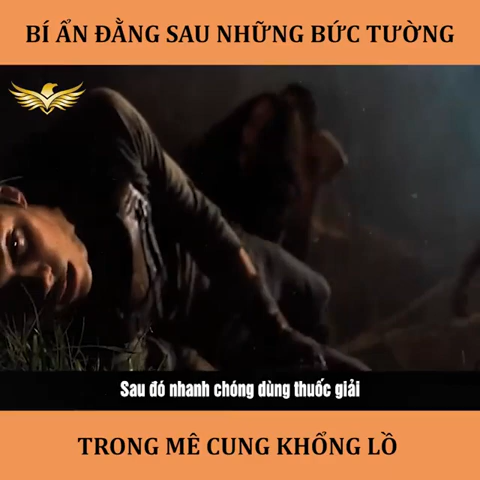 BÍ ẨN ĐẰNG SAU NHỮNG BỨC TƯỜNG
Sau đó nhanh chóng dùng thuốc giải
TRONG MÊ CUNG KHỔNG LỒ